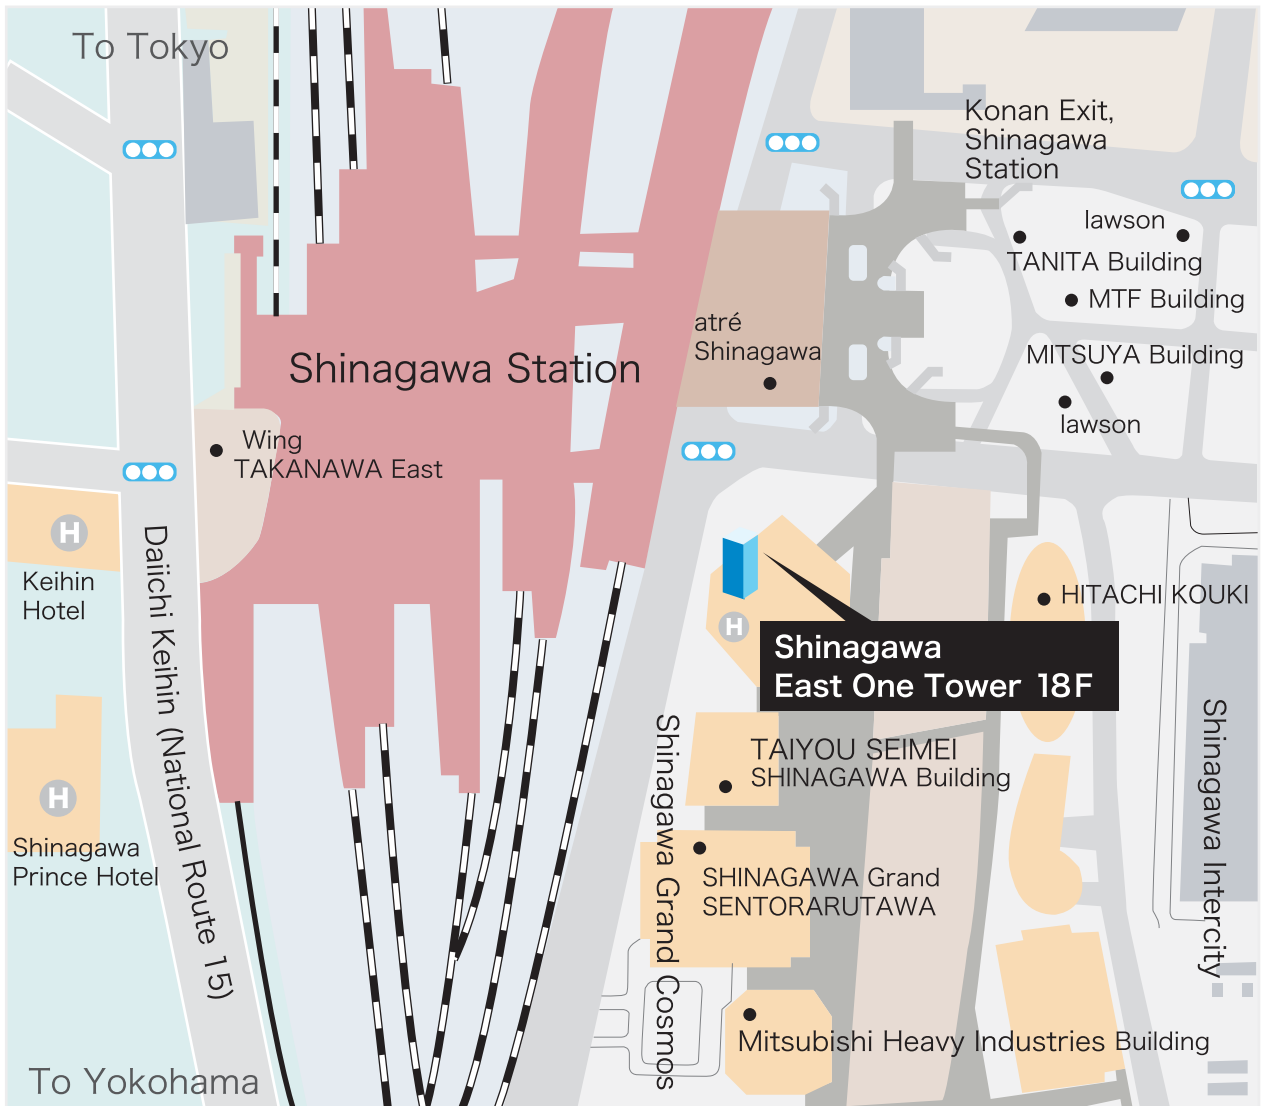 To Tokyo
Konan Exit,
Shinagawa
Station
lawson
TANITA Building
MTF Building
atré
Shinagawa
MITSUYA Building
Shinagawa Station
lawson
Wing
TAKANAWA East
H
Keihin
Hotel
Daiichi Keihin (National Route 15)
HITACHI KOUKI
H
Shinagawa
East One Tower 18F
Shinagawa Intercity
Shinagawa Grand Cosmos
TAIYOU SEIMEI
SHINAGAWA Building
H
Shinagawa
Prince Hotel
SHINAGAWA Grand
SENTORARUTAWA
Mitsubishi Heavy Industries Building
To Yokohama